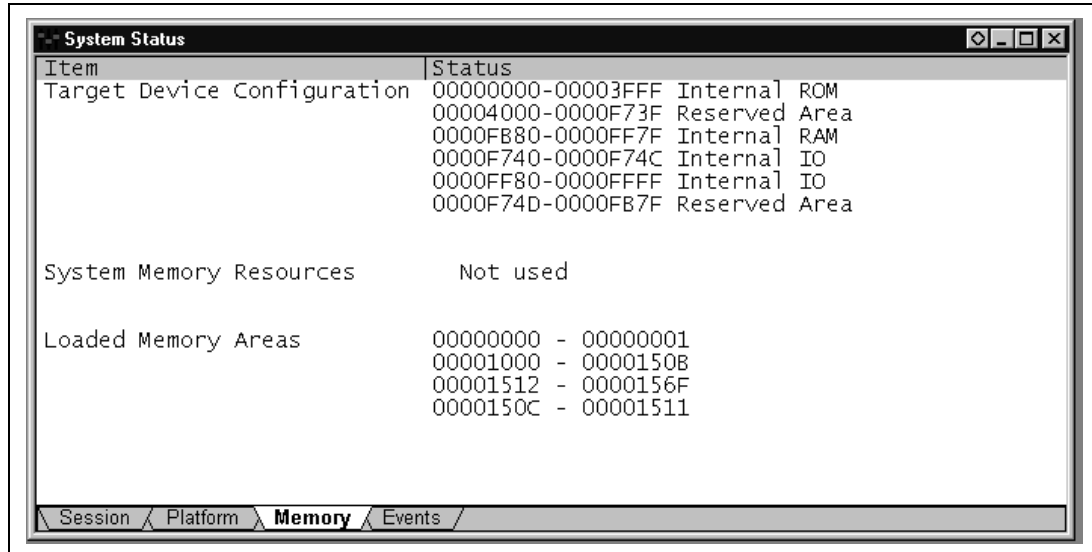 System Status
Item Status
Target Device Configuration 00000000-00003FFF Internal ROM
00004000-0000F73F Reserved Area
0000FB80-0000FF7F Internal RAM
0000F740-0000F74C Internal IO
0000FF80-0000FFFF Internal IO
0000F74D-0000FB7F Reserved Area
System Memory Resources Not used
Loaded Memory Areas 00000000 - 00000001
00001000 - 0000150B
00001512 - 0000156F
0000150C - 00001511
Session Platform Memory Events